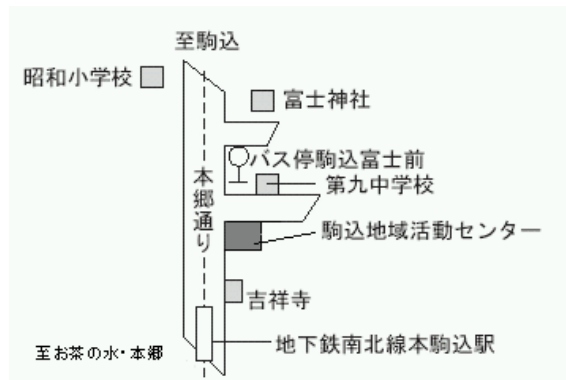 至駒込
昭和小学校
富士神社
バス停駒込富士前
第九中学校
本郷通り
駒込地域活動センター
吉祥寺
地下鉄南北線本駒込駅
至お茶の水・本郷